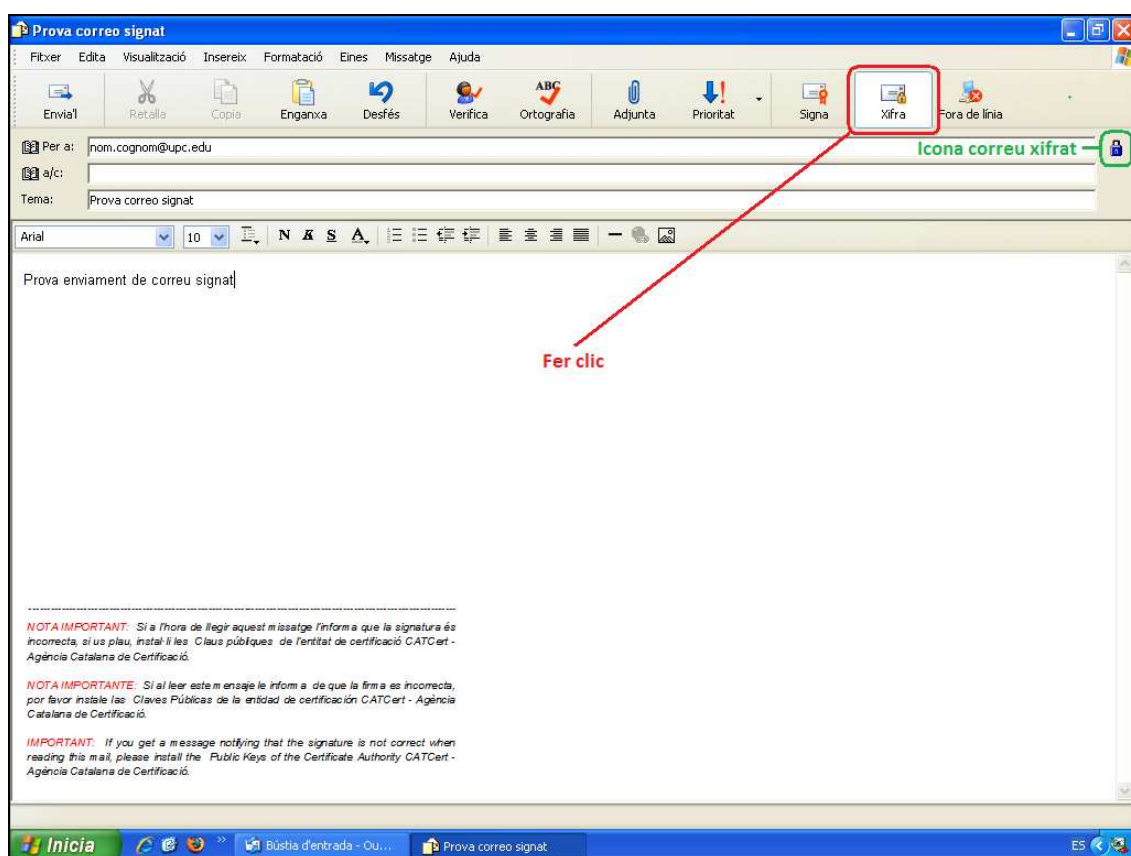 Prova correo signat
Fitxer Edita Visualització Insereix Formatació Eines Missatge Ajuda
Envia'l Retalla Copia Enganxa Desfés Verifica Ortografia Adjunta Prioritat Signa Xifra Fora de línia
Per a: nom.cognom@upc.edu
Icona correu xifrat
a/c:
Tema: Prova correo signat
Arial 10 N K S A
Prova enviament de correu signat
Fer clic
NOTA IMPORTANT: Si a l'hora de llegir aquest missatge l'informa que la signatura és
incorrecta, si us plau, instal·li les Claus públiques de l'entitat de certificació CATCert -
Agència Catalana de Certificació.
NOTA IMPORTANTE: Si al leer este mensaje le informa de que la firma es incorrecta,
por favor instale las Claves Públicas de la entidad de certificación CATCert - Agència
Catalana de Certificació.
IMPORTANT: If you get a message notifying that the signature is not correct when
reading this mail, please install the Public Keys of the Certificate Authority CATCert -
Agència Catalana de Certificació.
Inicia » Bústia d'entrada - Ou... Prova correo signat ES